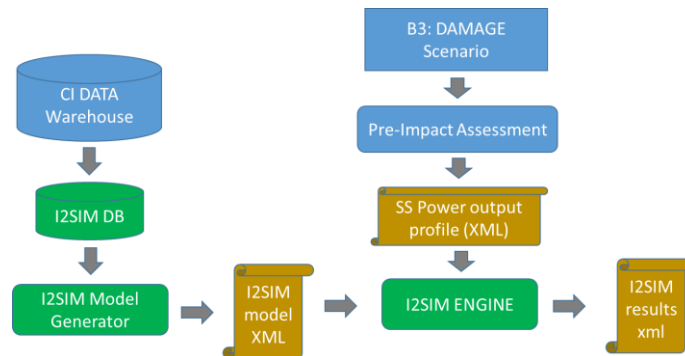 CI DATA
Warehouse
I2SIM DB
I2SIM Model
Generator
I2SIM
model
XML
B3: DAMAGE
Scenario
Pre-Impact Assessment
SS Power output
profile (XML)
I2SIM ENGINE
I2SIM
results
xml